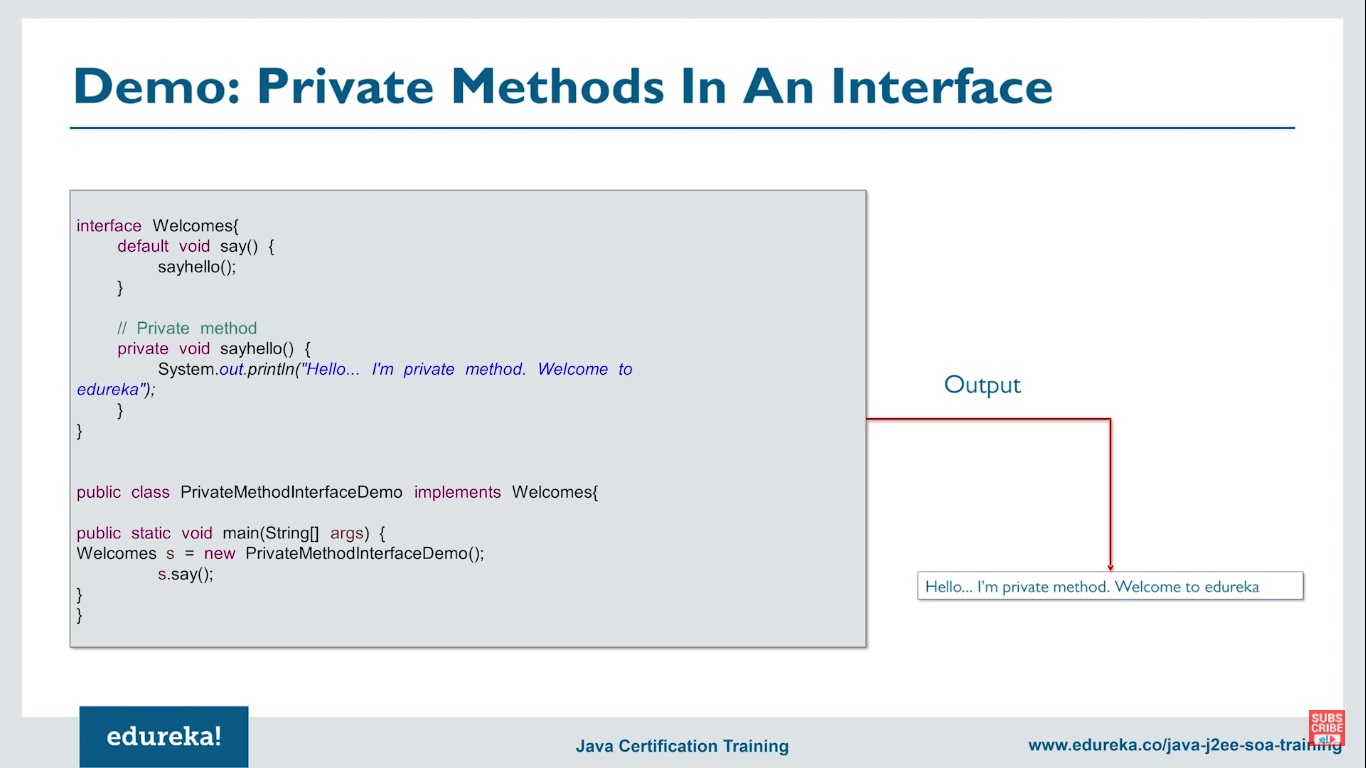 Demo: Private Methods In An Interface
interface Welcomes{
default void say() {
sayhello();
}
// Private method
private void sayhello() {
System.out.println("Hello... I'm private method. Welcome to
edureka");
}
}
public class PrivateMethodInterfaceDemo implements Welcomes{
public static void main(String[] args) {
Welcomes s = new PrivateMethodInterfaceDemo();
s.say();
}
}
Output
Hello... I'm private method. Welcome to edureka
edureka!
Java Certification Training
www.edureka.co/java-j2ee-soa-training
SUBS
CRIBE